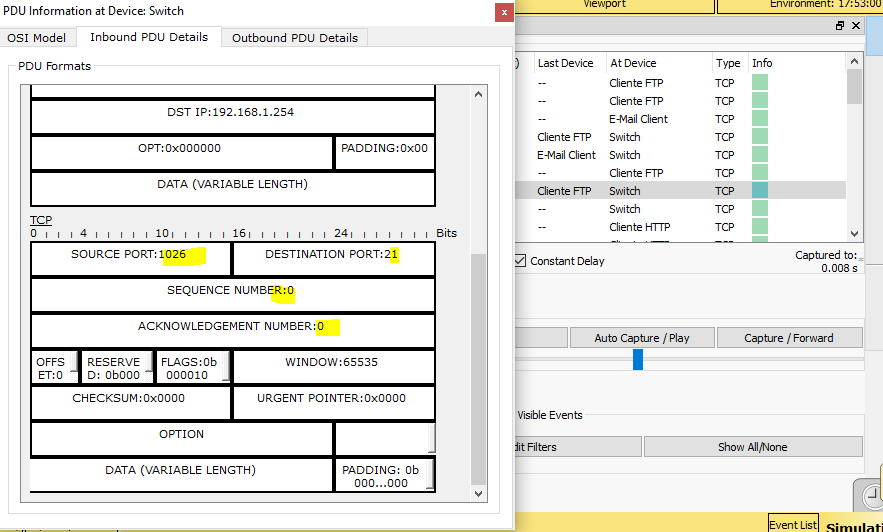 PDU Information at Device: Switch
x
OSI Model Inbound PDU Details Outbound PDU Details
PDU Formats
DST IP:192.168.1.254
OPT:0x000000 PADDING:0x00
DATA (VARIABLE LENGTH)
TCP
0 4 10 16 24 Bits
SOURCE PORT:1026 DESTINATION PORT:21
SEQUENCE NUMBER:0
ACKNOWLEDGEMENT NUMBER:0
OFFS RESERVE FLAGS:0b WINDOW:65535
ET:0 D: 0b000 000010
CHECKSUM:0x0000 URGENT POINTER:0x0000
OPTION
DATA (VARIABLE LENGTH) PADDING: 0b
000...000
Viewport Environment: 17:53:00
) Last Device At Device Type Info
-- Cliente FTP TCP
-- Cliente FTP TCP
-- E-Mail Client TCP
Cliente FTP Switch TCP
E-Mail Client Switch TCP
-- Cliente FTP TCP
Cliente FTP Switch TCP
-- Switch TCP
-- Cliente HTTP TCP
Constant Delay Captured to:
0.008 s
Auto Capture / Play Capture / Forward
Visible Events
dit Filters Show All/None
Event List Simulati